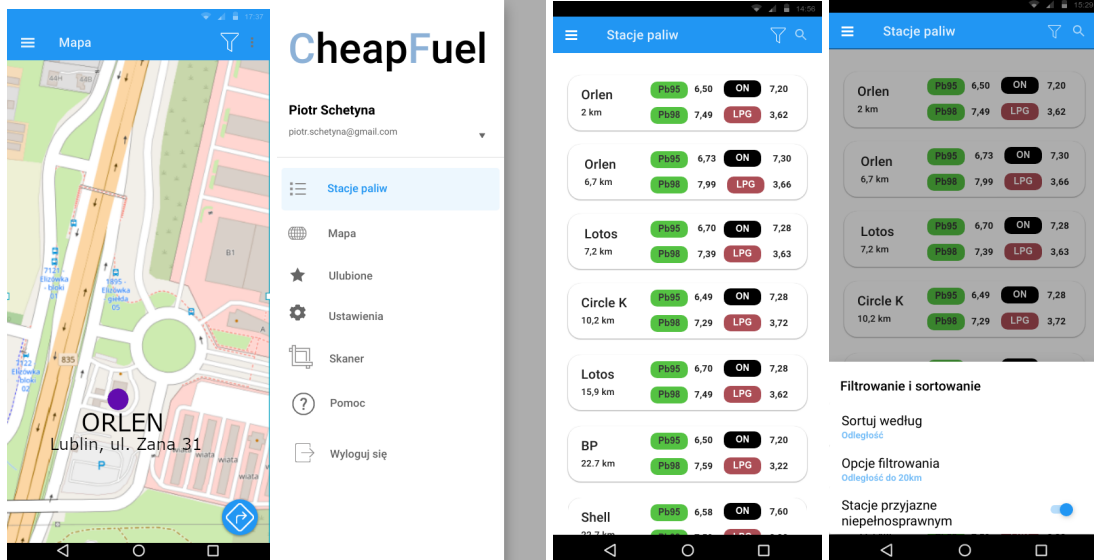 17:37
Mapa
44H
44B
B1
A
7121 -
Elizówka
- bloki
01
1895 -
Elizówka
giełda
05
835
7122
Elizówka
- bloki
02
ORLEN
Lublin, ul. Zana 31
wiata
wiata
wiata
wiata
P
CheapFuel
Piotr Schetyna
piotr.schetyna@gmail.com
Stacje paliw
Mapa
Ulubione
Ustawienia
Skaner
Pomoc
Wyloguj się
14:56
Stacje paliw
Orlen
2 km
Pb95 6,50 ON 7,20
Pb98 7,49 LPG 3,62
Orlen
6,7 km
Pb95 6,73 ON 7,30
Pb98 7,99 LPG 3,66
Lotos
7,2 km
Pb95 6,70 ON 7,28
Pb98 7,39 LPG 3,63
Circle K
10,2 km
Pb95 6,49 ON 7,28
Pb98 7,29 LPG 3,72
Lotos
15,9 km
Pb95 6,70 ON 7,28
Pb98 7,49 LPG 3,62
BP
22.7 km
Pb95 6,50 ON 7,20
Pb98 7,59 LPG 3,22
Shell
Pb95 6,58 ON 7,60
15:29
Stacje paliw
Orlen
2 km
Pb95 6,50 ON 7,20
Pb98 7,49 LPG 3,62
Orlen
6,7 km
Pb95 6,73 ON 7,30
Pb98 7,99 LPG 3,66
Lotos
7,2 km
Pb95 6,70 ON 7,28
Pb98 7,39 LPG 3,63
Circle K
10,2 km
Pb95 6,49 ON 7,28
Pb98 7,29 LPG 3,72
Filtrowanie i sortowanie
Sortuj według
Odległość
Opcje filtrowania
Odległość do 20km
Stacje przyjazne
niepełnosprawnym